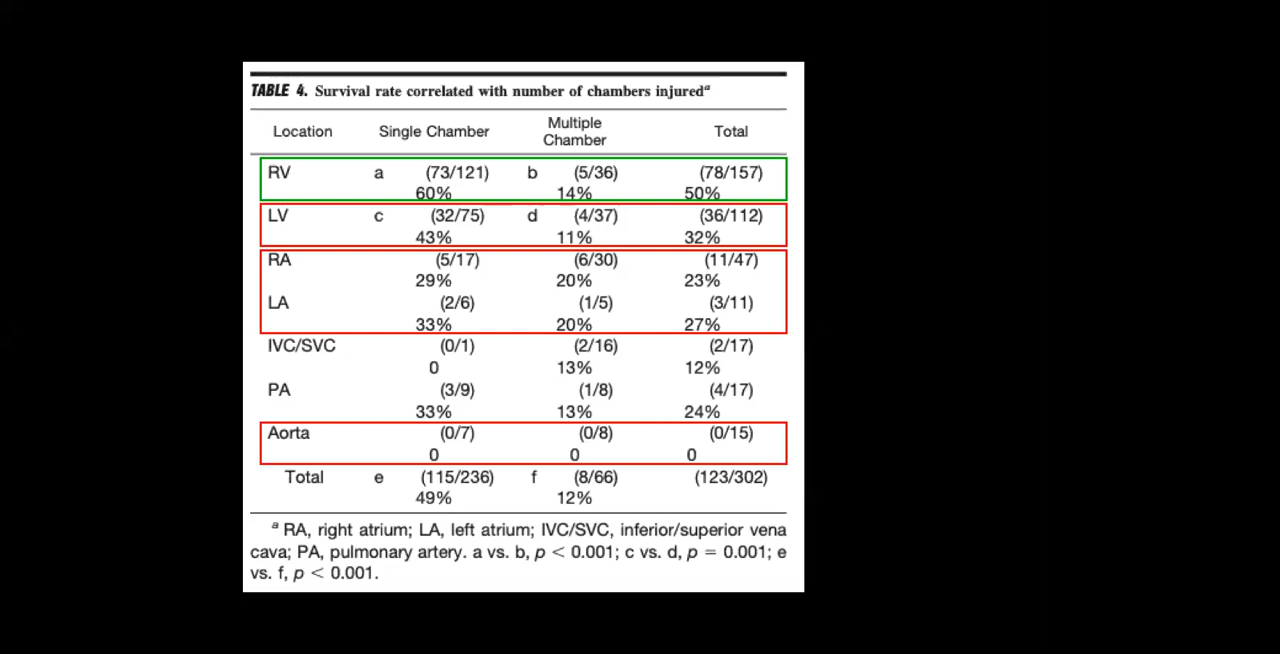 TABLE 4. Survival rate correlated with number of chambers injuredᵃ
Location Single Chamber Multiple Chamber Total
RV a (73/121) b (5/36) (78/157)
60% 14% 50%
LV c (32/75) d (4/37) (36/112)
43% 11% 32%
RA (5/17) (6/30) (11/47)
29% 20% 23%
LA (2/6) (1/5) (3/11)
33% 20% 27%
IVC/SVC (0/1) (2/16) (2/17)
0 13% 12%
PA (3/9) (1/8) (4/17)
33% 13% 24%
Aorta (0/7) (0/8) (0/15)
0 0 0
Total e (115/236) f (8/66) (123/302)
49% 12%
ᵃ RA, right atrium; LA, left atrium; IVC/SVC, inferior/superior vena
cava; PA, pulmonary artery. a vs. b, p < 0.001; c vs. d, p = 0.001; e
vs. f, p < 0.001.